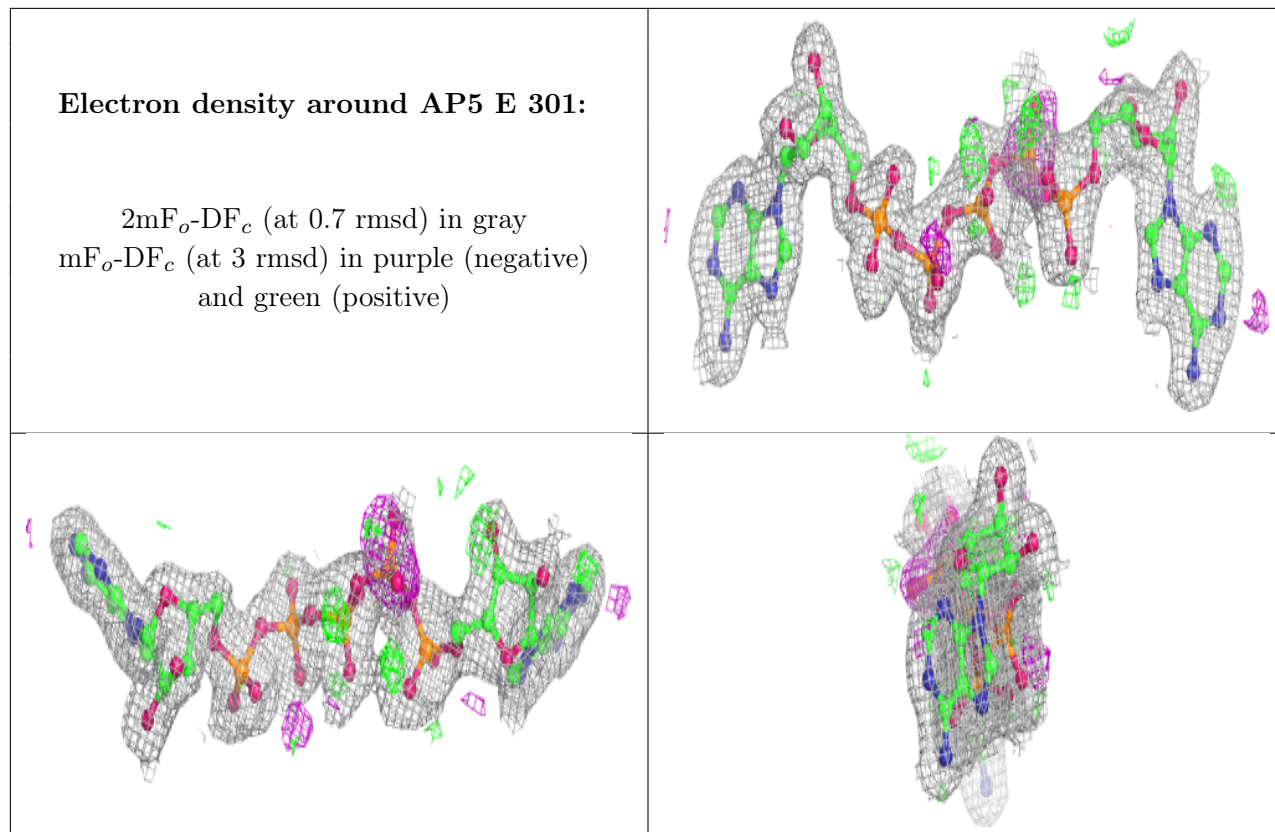 Electron density around AP5 E 301:
2mFo-DFc (at 0.7 rmsd) in gray
mFo-DFc (at 3 rmsd) in purple (negative)
and green (positive)